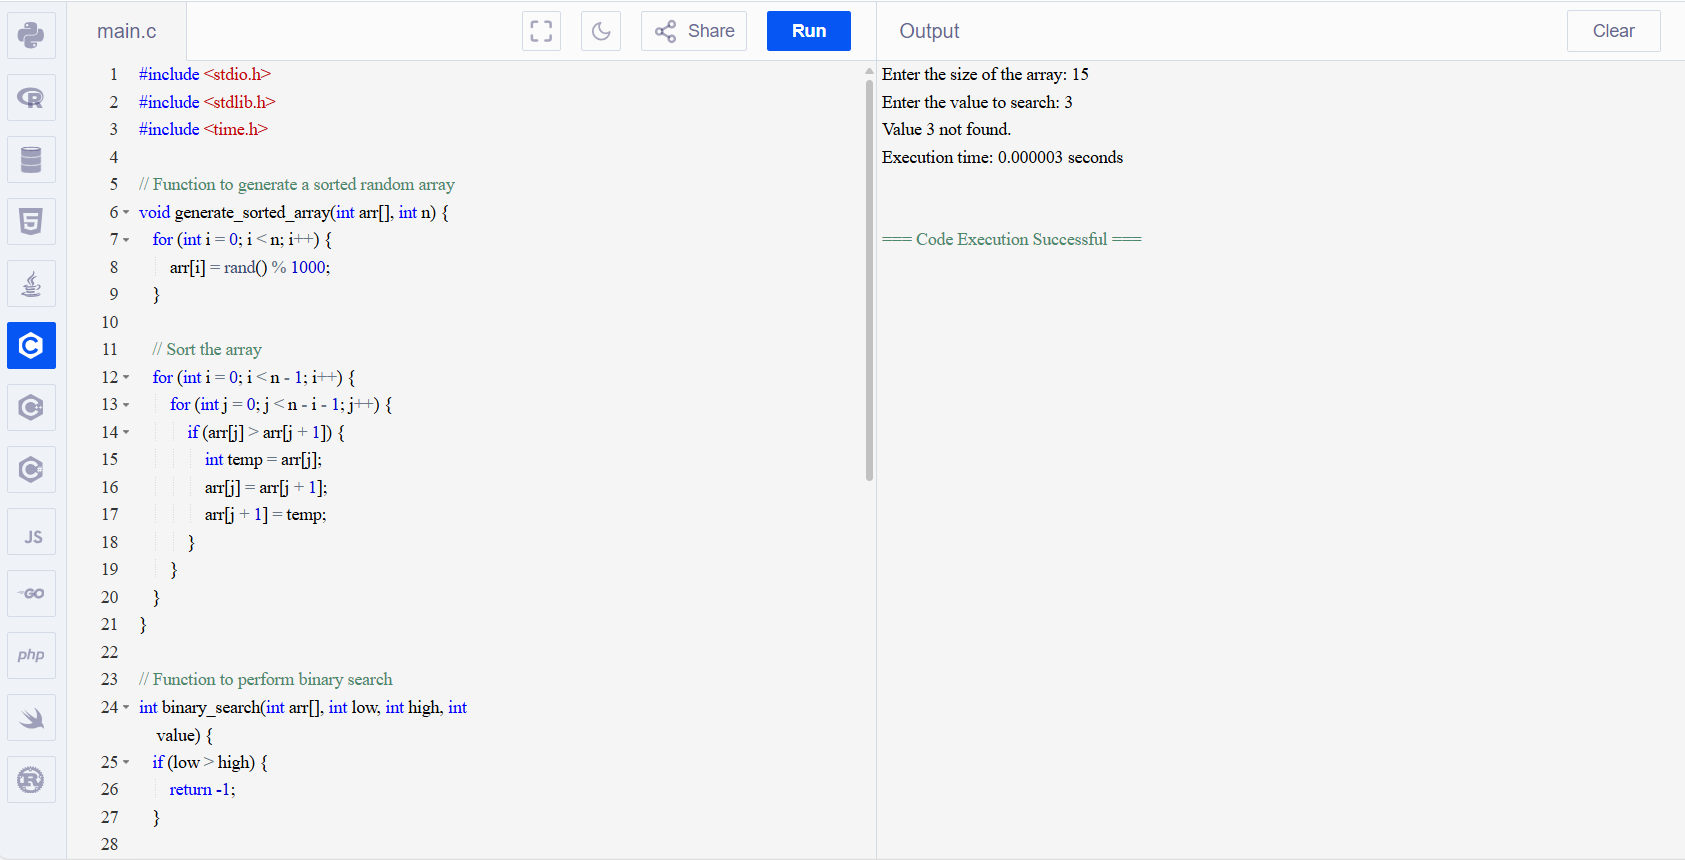 main.c
Share
Run
Output
Clear
1 #include <stdio.h>
2 #include <stdlib.h>
3 #include <time.h>
4
5 // Function to generate a sorted random array
6 void generate_sorted_array(int arr[], int n) {
7 for (int i = 0; i < n; i++) {
8 arr[i] = rand() % 1000;
9 }
10
11 // Sort the array
12 for (int i = 0; i < n - 1; i++) {
13 for (int j = 0; j < n - i - 1; j++) {
14 if (arr[j] > arr[j + 1]) {
15 int temp = arr[j];
16 arr[j] = arr[j + 1];
17 arr[j + 1] = temp;
18 }
19 }
20 }
21 }
22
23 // Function to perform binary search
24 int binary_search(int arr[], int low, int high, int
value) {
25 if (low > high) {
26 return -1;
27 }
28
Enter the size of the array: 15
Enter the value to search: 3
Value 3 not found.
Execution time: 0.000003 seconds
=== Code Execution Successful ===
R
5
C
C
C
JS
GO
php
R